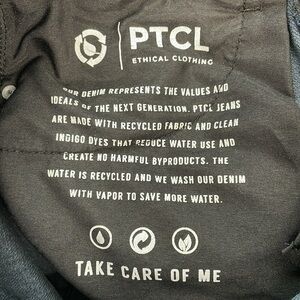 PTCL
ETHICAL CLOTHING
OUR DENIM REPRESENTS THE VALUES AND
IDEALS OF THE NEXT GENERATION. PTCL JEANS
ARE MADE WITH RECYCLED FABRIC AND CLEAN
INDIGO DYES THAT REDUCE WATER USE AND
CREATE NO HARMFUL BYPRODUCTS. THE
WATER IS RECYCLED AND WE WASH OUR DENIM
WITH VAPOR TO SAVE MORE WATER.
TAKE CARE OF ME